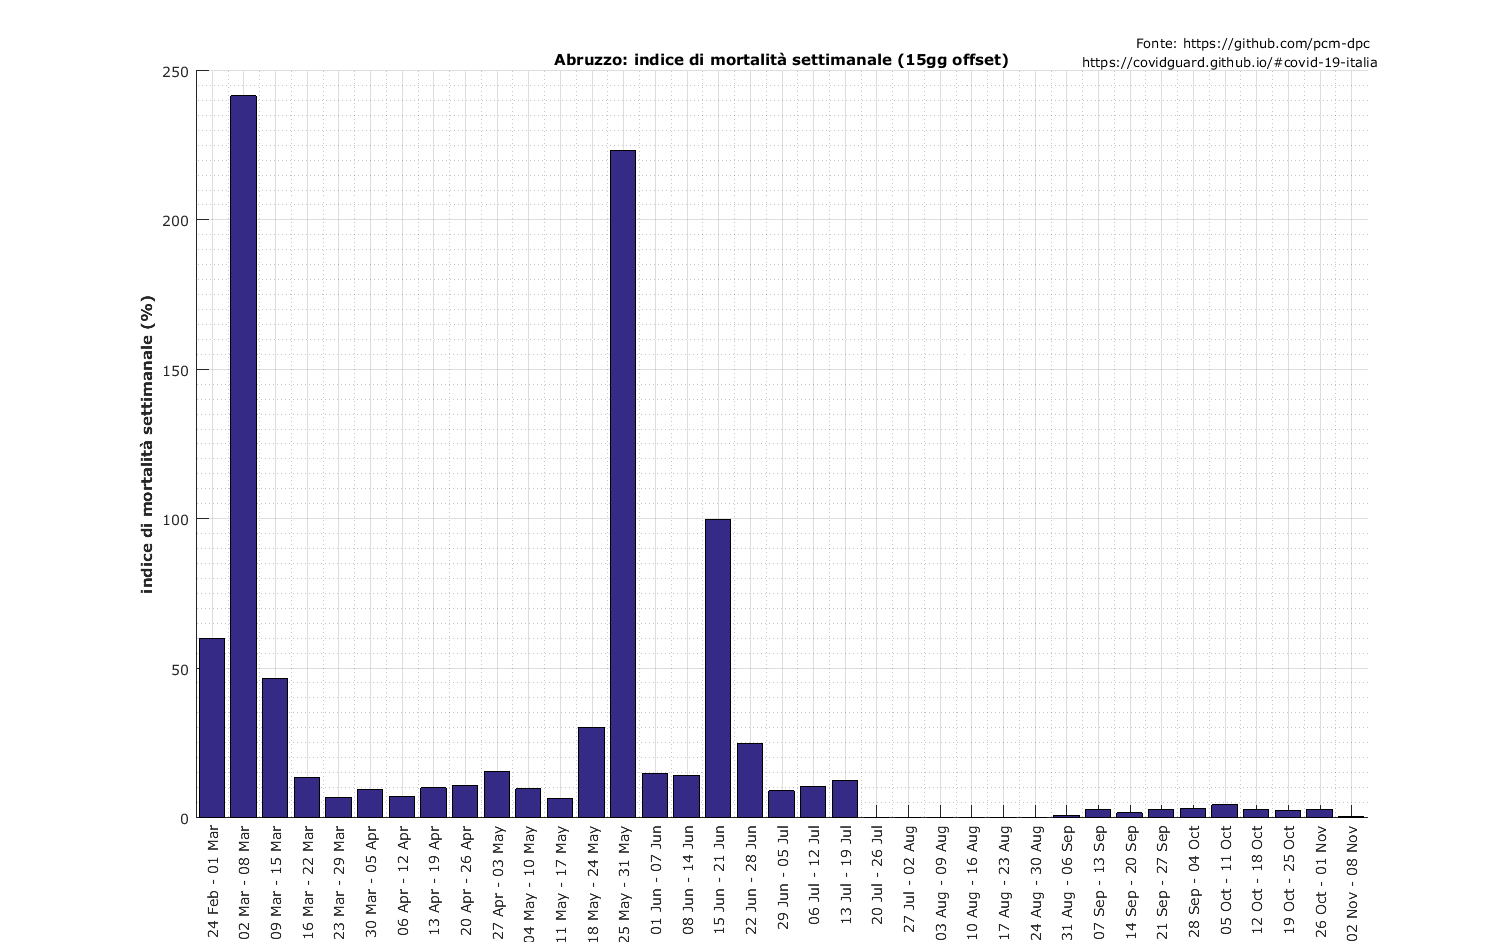 Fonte: https://github.com/pcm-dpc
https://covidguard.github.io/#covid-19-italia
Abruzzo: indice di mortalità settimanale (15gg offset)
indice di mortalità settimanale (%)
250
200
150
100
50
0
24 Feb - 01 Mar
02 Mar - 08 Mar
09 Mar - 15 Mar
16 Mar - 22 Mar
23 Mar - 29 Mar
30 Mar - 05 Apr
06 Apr - 12 Apr
13 Apr - 19 Apr
20 Apr - 26 Apr
27 Apr - 03 May
04 May - 10 May
11 May - 17 May
18 May - 24 May
25 May - 31 May
01 Jun - 07 Jun
08 Jun - 14 Jun
15 Jun - 21 Jun
22 Jun - 28 Jun
29 Jun - 05 Jul
06 Jul - 12 Jul
13 Jul - 19 Jul
20 Jul - 26 Jul
27 Jul - 02 Aug
03 Aug - 09 Aug
10 Aug - 16 Aug
17 Aug - 23 Aug
24 Aug - 30 Aug
31 Aug - 06 Sep
07 Sep - 13 Sep
14 Sep - 20 Sep
21 Sep - 27 Sep
28 Sep - 04 Oct
05 Oct - 11 Oct
12 Oct - 18 Oct
19 Oct - 25 Oct
26 Oct - 01 Nov
02 Nov - 08 Nov